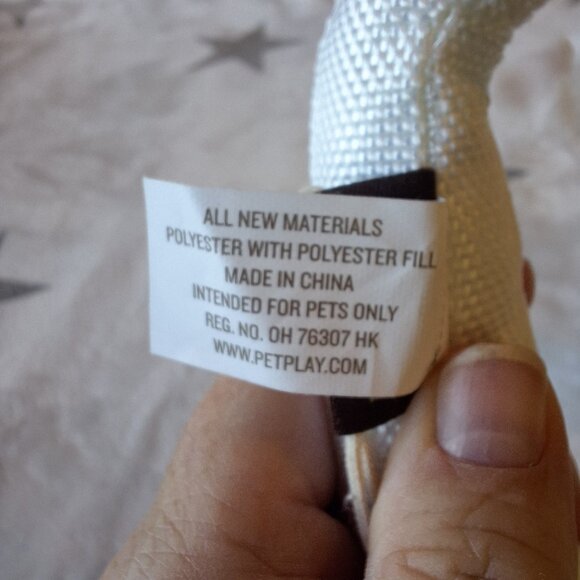 ALL NEW MATERIALS
POLYESTER WITH POLYESTER FILL
MADE IN CHINA
INTENDED FOR PETS ONLY
REG. NO. OH 76307 HK
WWW.PETPLAY.COM